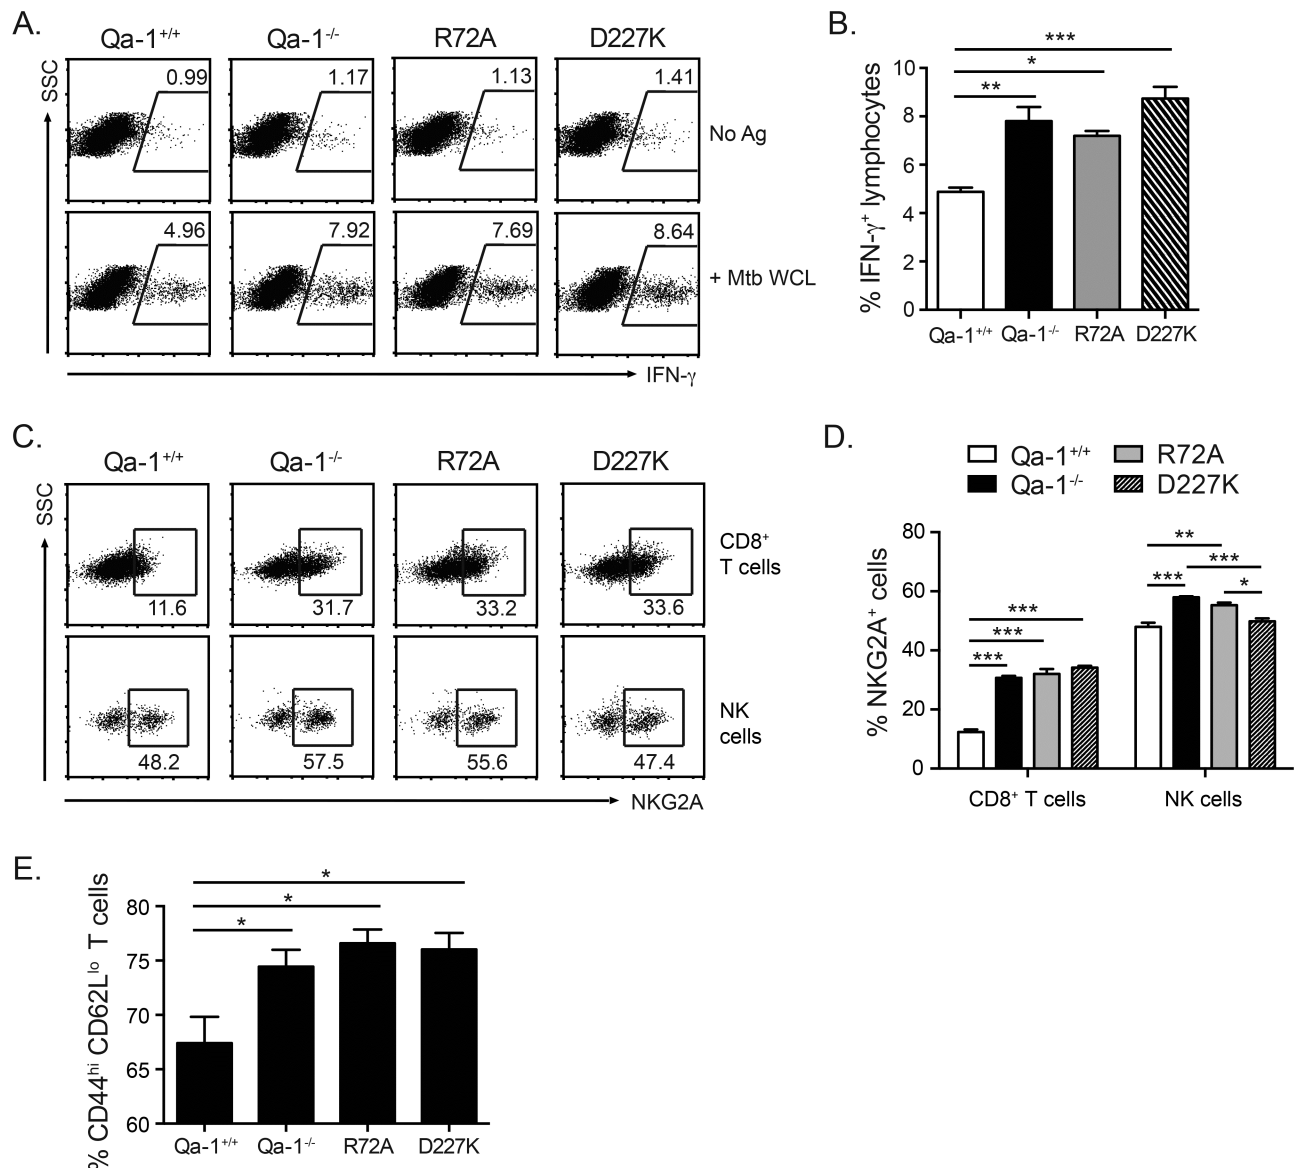 A.
Qa-1+/+ Qa-1-/- R72A D227K
SSC
0.99 1.17 1.13 1.41
No Ag
4.96 7.92 7.69 8.64
+ Mtb WCL
IFN-γ
B.
*** 
*
**
% IFN-γ+ lymphocytes
10
8
6
4
2
0
Qa-1+/+ Qa-1-/- R72A D227K
C.
Qa-1+/+ Qa-1-/- R72A D227K
SSC
CD8+
T cells
11.6 31.7 33.2 33.6
NK
cells
48.2 57.5 55.6 47.4
NKG2A
D.
Qa-1+/+ R72A
Qa-1-/- D227K
% NKG2A+ cells
80
60
40
20
0
**
***
*** *
***
***
***
CD8+ T cells NK cells
E.
% CD44hi CD62Llo T cells
*
*
*
80
75
70
65
60
Qa-1+/+ Qa-1-/- R72A D227K